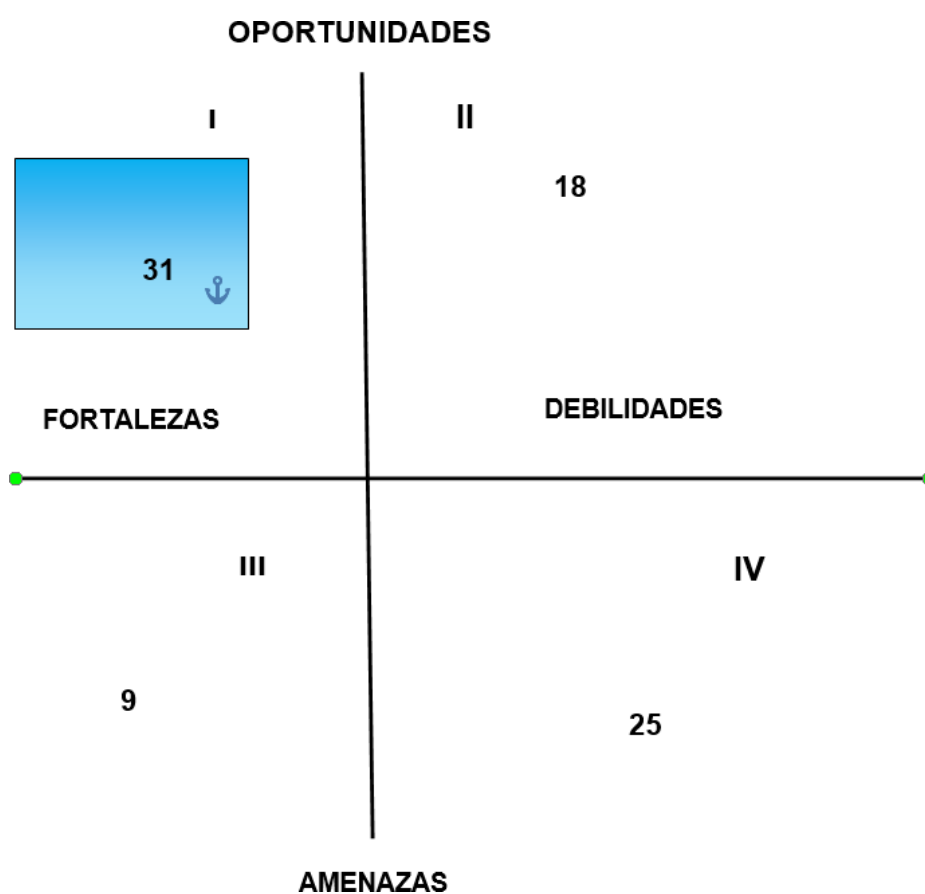 OPORTUNIDADES
I
II
18
31
FORTALEZAS
DEBILIDADES
III
IV
9
25
AMENAZAS